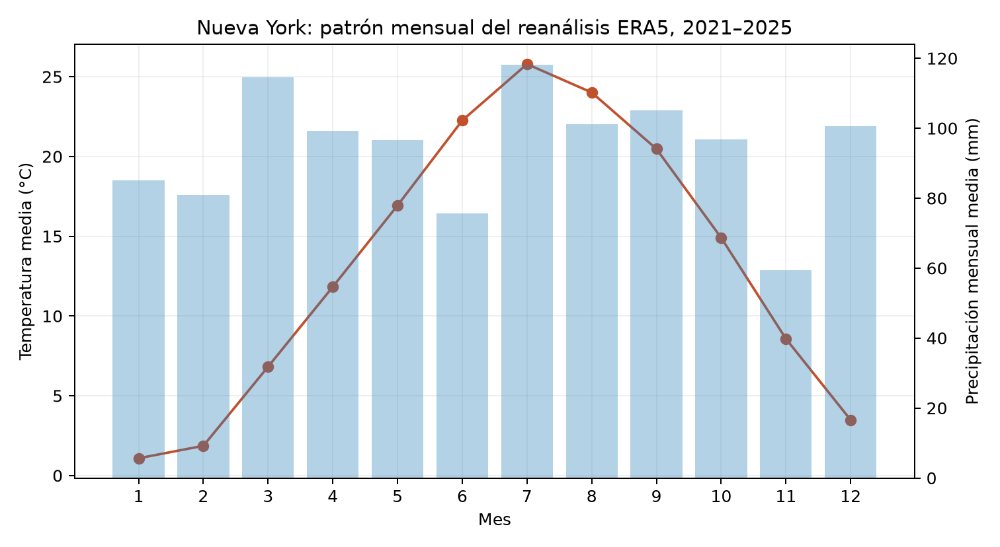 Nueva York: patrón mensual del reanálisis ERA5, 2021–2025
Temperatura media (°C)
25
20
15
10
5
0
120
100
80
60
40
20
0
Precipitación mensual media (mm)
1 2 3 4 5 6 7 8 9 10 11 12
Mes